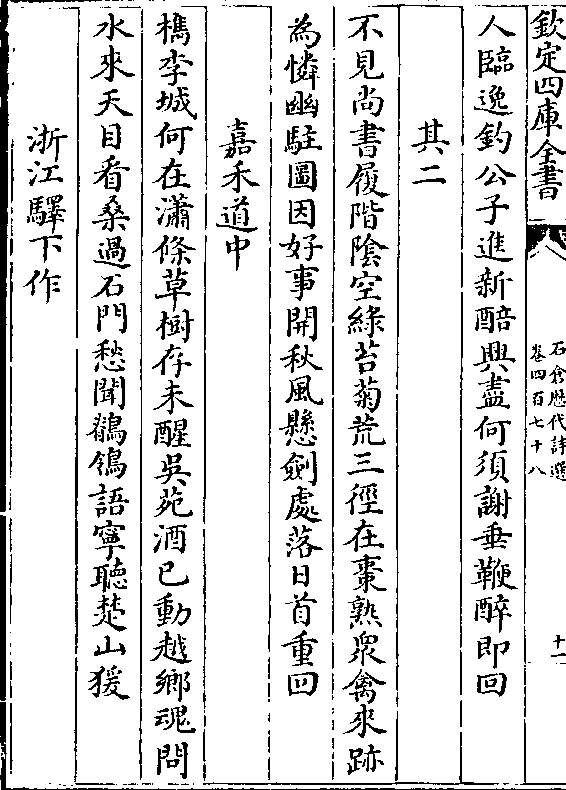 欽定四庫全書
石倉歷代詩選
卷四百七十八
十一
人臨逸釣公子進新醅興盡何須謝垂鞭醉即回
其二
不見尚書履階陰空綠苔菊荒三徑在棗熟衆禽來跡
為憐幽駐圖因好事開秋風懸劍處落日首重回
嘉禾道中
檇李城何在瀟條草樹存未醒吳苑酒已動越鄉魂問
水來天目看桑過石門愁聞鶺鴒語寧聽楚山猨
浙江驛下作